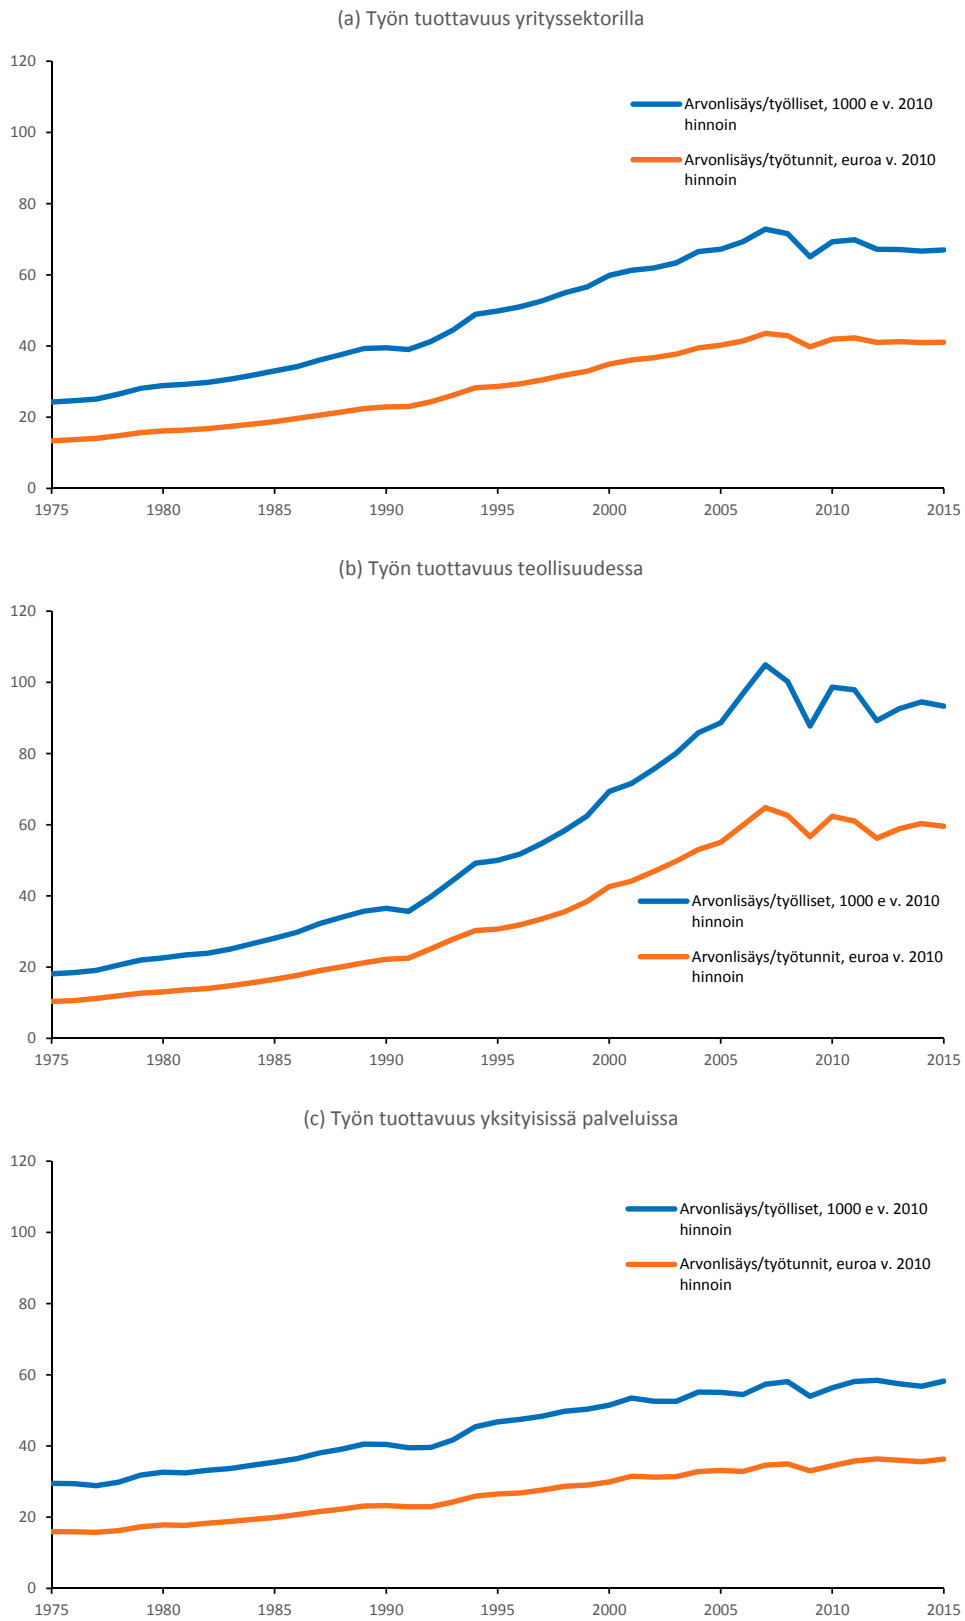 (a) Työn tuottavuus yrityssektorilla
120
100
80
60
40
20
0
Arvonlisäys/työlliset, 1000 e v. 2010
hinnoin
Arvonlisäys/työtunnit, euroa v. 2010
hinnoin
1975 1980 1985 1990 1995 2000 2005 2010 2015
(b) Työn tuottavuus teollisuudessa
120
100
80
60
40
20
0
Arvonlisäys/työlliset, 1000 e v. 2010
hinnoin
Arvonlisäys/työtunnit, euroa v. 2010
hinnoin
1975 1980 1985 1990 1995 2000 2005 2010 2015
(c) Työn tuottavuus yksityisissä palveluissa
120
100
80
60
40
20
0
Arvonlisäys/työlliset, 1000 e v. 2010
hinnoin
Arvonlisäys/työtunnit, euroa v. 2010
hinnoin
1975 1980 1985 1990 1995 2000 2005 2010 2015